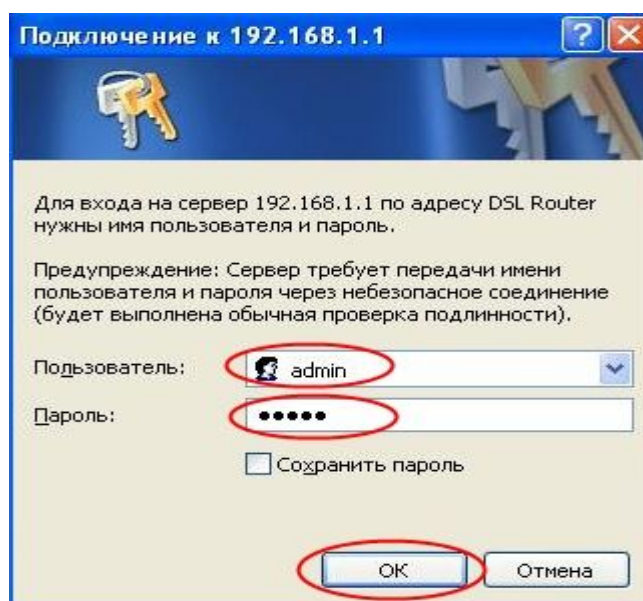 Подключение к 192.168.1.1
Для входа на сервер 192.168.1.1 по адресу DSL Router
нужны имя пользователя и пароль.
Предупреждение: Сервер требует передачи имени
пользователя и пароля через небезопасное соединение
(будет выполнена обычная проверка подлинности).
Пользователь:
admin
Пароль:
•••••
Сохранить пароль
ОК
Отмена